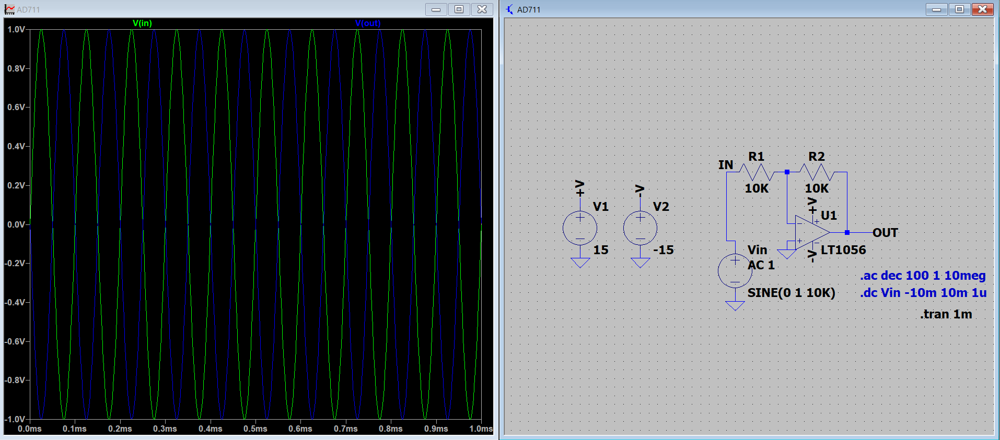 AD711
V(in)
V(out)
1.0V
0.8V
0.6V
0.4V
0.2V
0.0V
-0.2V
-0.4V
-0.6V
-0.8V
-1.0V
0.0ms 0.1ms 0.2ms 0.3ms 0.4ms 0.5ms 0.6ms 0.7ms 0.8ms 0.9ms 1.0ms
AD711
R1
R2
IN
10K
10K
+V
-V
+V
V1
V2
U1
OUT
15
-15
Vin
-V
LT1056
AC 1
.ac dec 100 1 10meg
SINE(0 1 10K)
.dc Vin -10m 10m 1u
.tran 1m